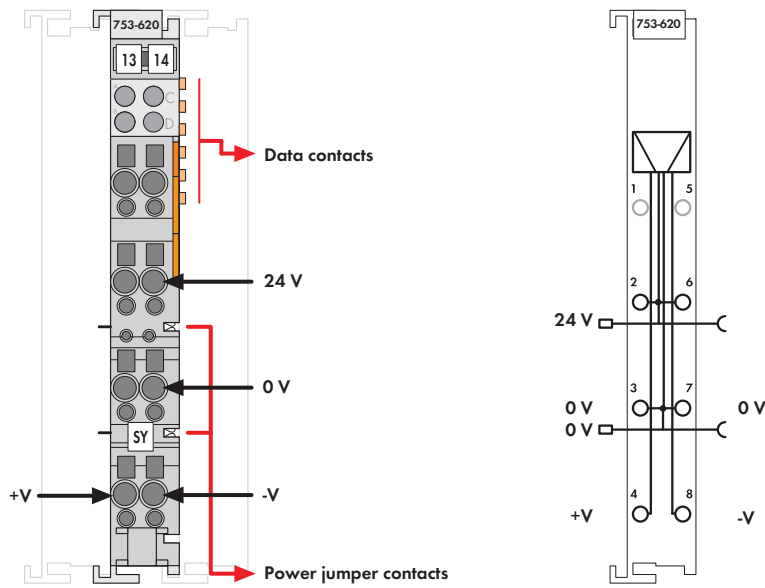 753-620
13 14
A
C
B
D
Data contacts
24 V
0 V
SY
+V
-V
Power jumper contacts
753-620
1 5
2 6
24 V
3 7
0 V 0 V
0 V
4 8
+V -V